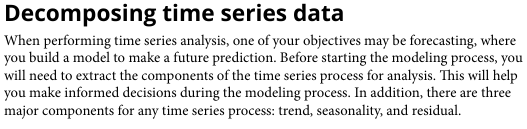 Decomposing time series data
When performing time series analysis, one of your objectives may be forecasting, where
you build a model to make a future prediction. Before starting the modeling process, you
will need to extract the components of the time series process for analysis. This will help
you make informed decisions during the modeling process. In addition, there are three
major components for any time series process: trend, seasonality, and residual.